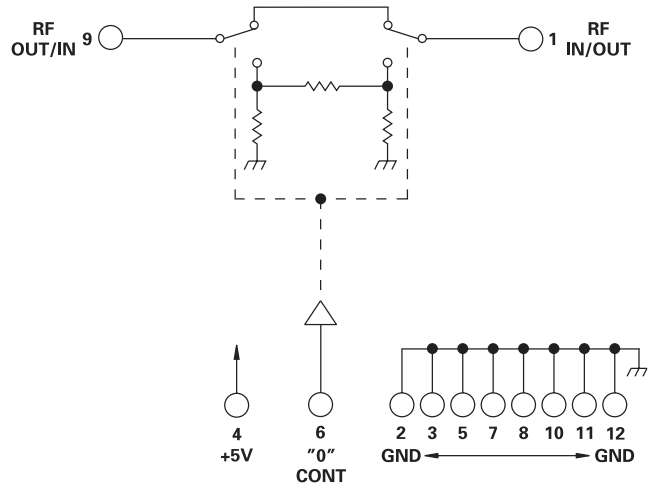 RF
OUT/IN 9
1 RF
IN/OUT
4
+5V
6
"0"
CONT
2 3 5 7 8 10 11 12
GND GND